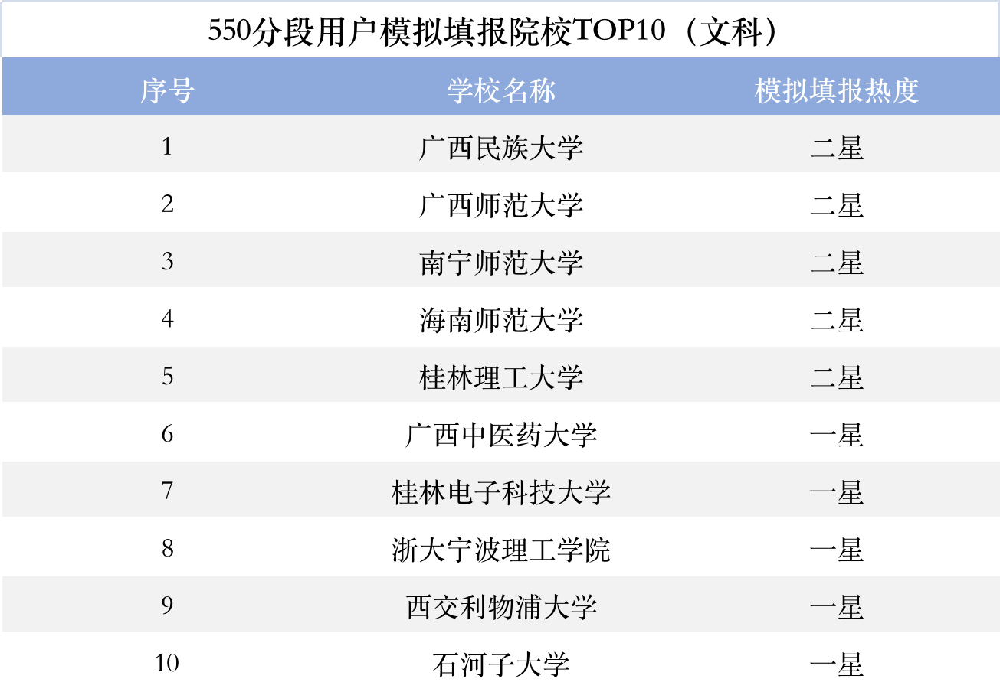 550分段用户模拟填报院校TOP10（文科）
序号 学校名称 模拟填报热度
1 广西民族大学 二星
2 广西师范大学 二星
3 南宁师范大学 二星
4 海南师范大学 二星
5 桂林理工大学 二星
6 广西中医药大学 一星
7 桂林电子科技大学 一星
8 浙大宁波理工学院 一星
9 西交利物浦大学 一星
10 石河子大学 一星